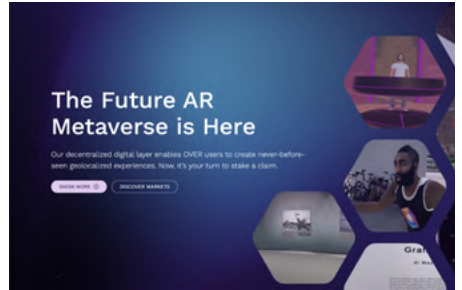 The Future AR
Metaverse is Here
Our decentralized digital layer enables OVER users to create never-before-
seen geolocalized experiences. Now, it's your turn to stake a claim.
SHOW MORE
DISCOVER MARKETS
Graf